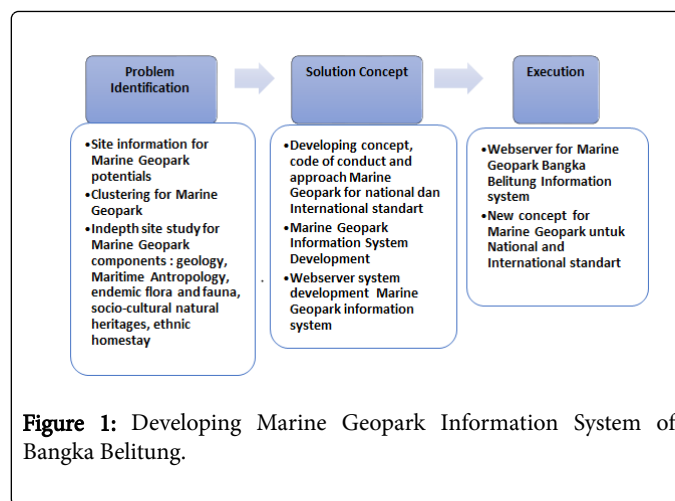 Problem
Identification
•Site information for
Marine Geopark
potentials
•Clustering for Marine
Geopark
•Indepth site study for
Marine Geopark
components : geology,
Maritime Antropology,
endemic flora and fauna,
socio-cultural natural
heritages, ethnic
homestay
.
Solution Concept
•Developing concept,
code of conduct and
approach Marine
Geopark for national dan
International standart
•Marine Geopark
Information System
Development
•Webserver system
development Marine
Geopark information
system
Execution
•Webserver for Marine
Geopark Bangka
Belitung Information
system
•New concept for
Marine Geopark untuk
National and
International standart
Figure 1: Developing Marine Geopark Information System of
Bangka Belitung.